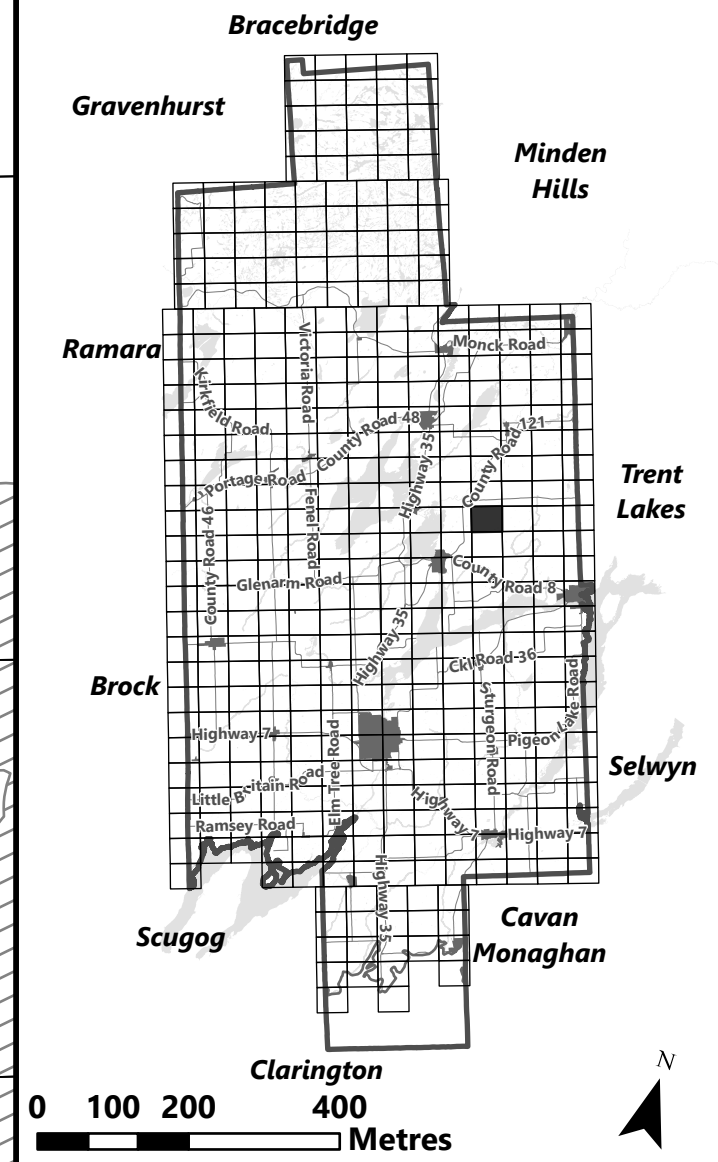 Bracebridge
Gravenhurst
Minden
Hills
Ramara
Monck Road
Victoria Road
Kirkfield Road
County Road 48
County Road 121
Highway 35
Portage Road
Trent
Lakes
Fenel Road
County Road 46
County Road 8
Glenarm Road
Highway 35
Ckl Road 36
Brock
Sturgeon Road
Pigeon Lake Road
Highway 7
Elm Tree Road
Selwyn
Little Britain Road
Highway 7
Ramsey Road
Highway 7
Highway 35
Scugog
Cavan
Monaghan
Clarington
N
0 100 200 400
Metres